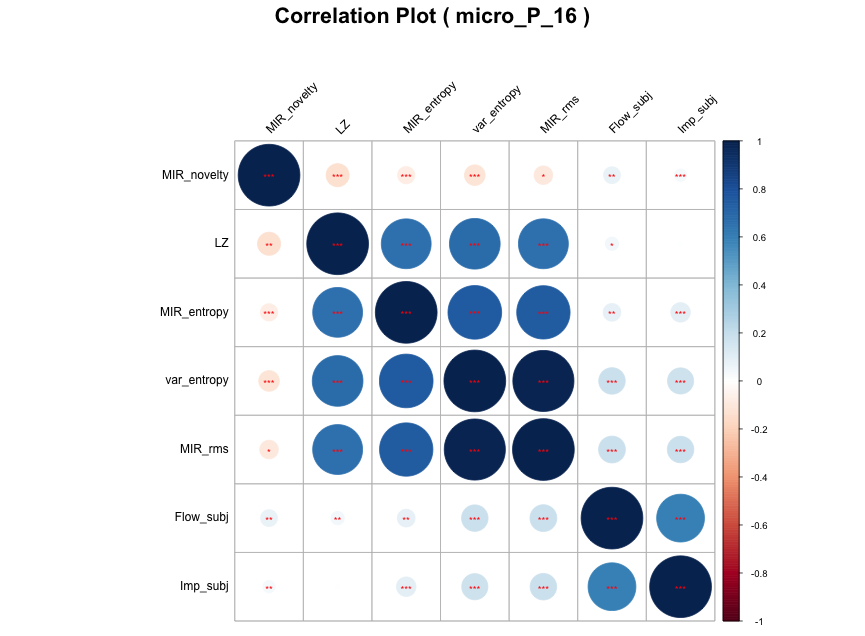 Correlation Plot ( micro_P_16 )
MIR_novelty LZ MIR_entropy var_entropy MIR_rms Flow_subj Imp_subj
MIR_novelty *** *** *** *** * ** ***
LZ ** *** *** *** *** *
MIR_entropy *** *** *** *** *** ** ***
var_entropy *** *** *** *** *** *** ***
MIR_rms * *** *** *** *** *** ***
Flow_subj ** ** ** *** *** *** ***
Imp_subj ** *** *** *** *** ***
1
0.8
0.6
0.4
0.2
0
-0.2
-0.4
-0.6
-0.8
-1